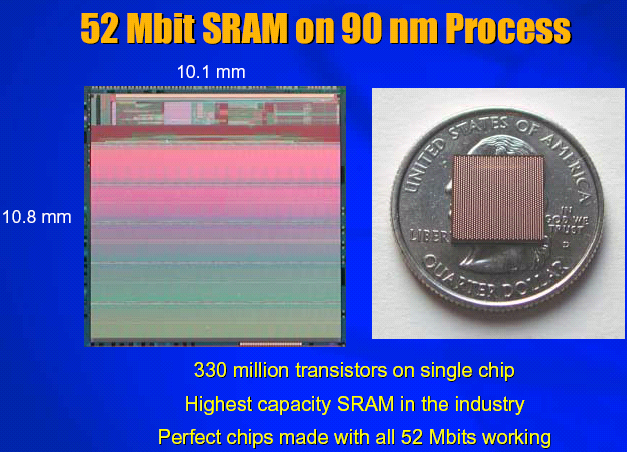 52 Mbit SRAM on 90 nm Process
10.1 mm
10.8 mm
UNITED STATES OF AMERICA
LIBER
IN
GOD WE
TRUST
D
QUARTER DOLLAR
330 million transistors on single chip
Highest capacity SRAM in the industry
Perfect chips made with all 52 Mbits working